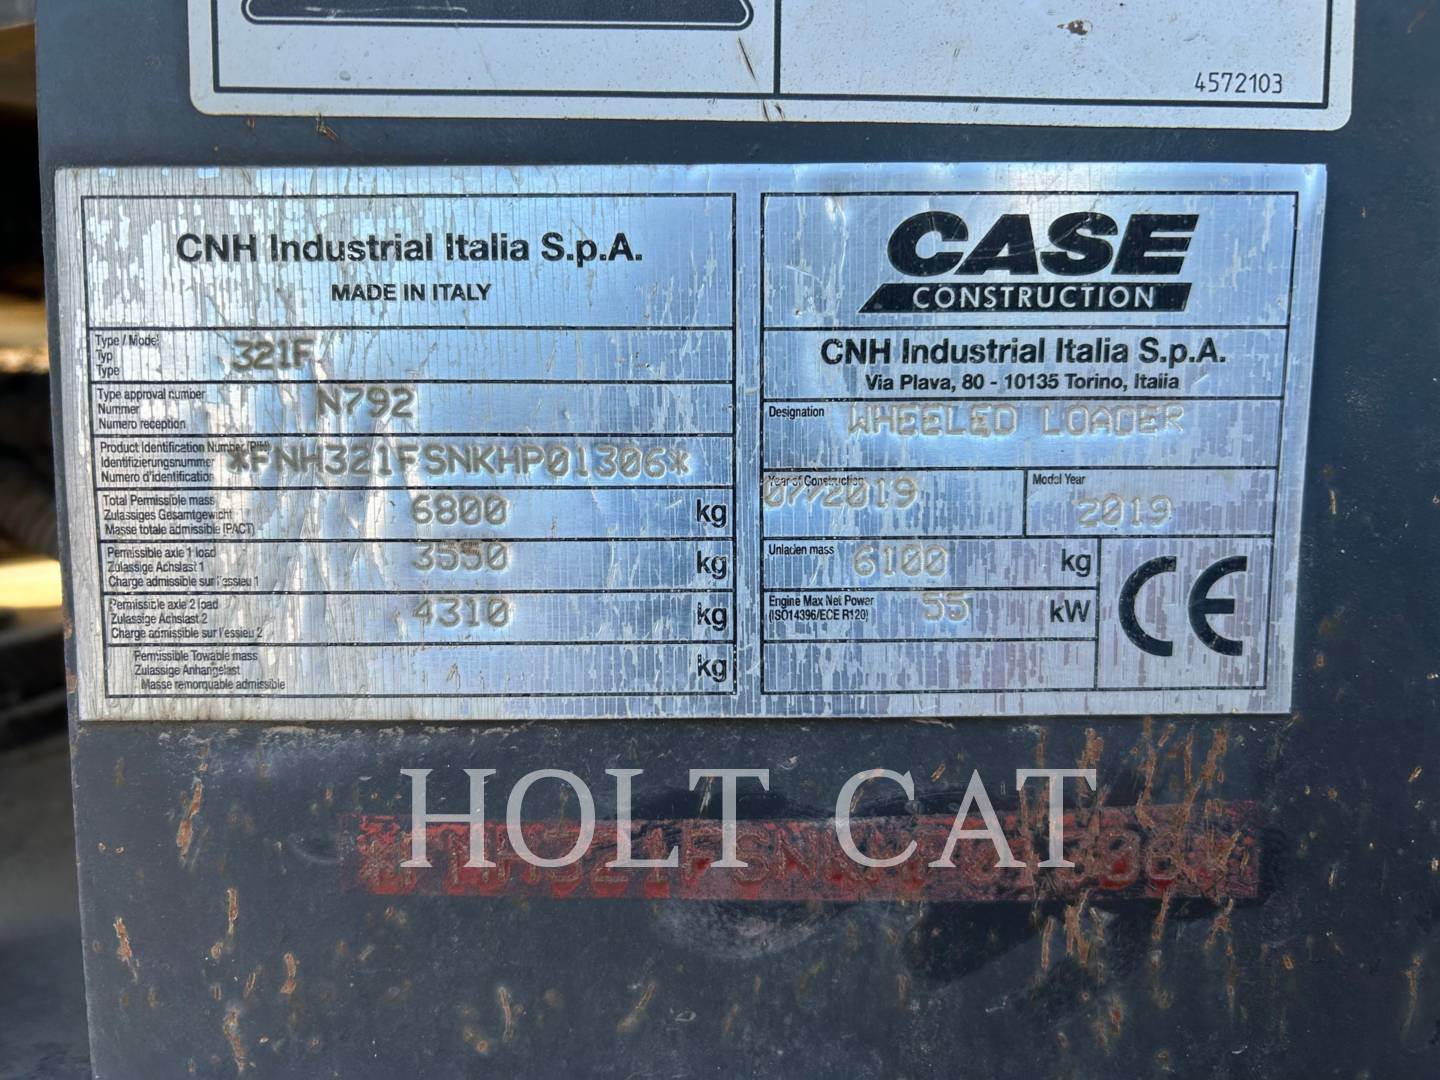 4572103
CNH Industrial Italia S.p.A.
MADE IN ITALY
Type / Model
Typ
Type
321F
Type approval number
Nummer
Numero reception
N792
Product Identification Number (PIN)
Identifizierungsnummer
Numero d'identification
*FNH321FSNKHP01306*
Total Permissible mass
Zulassiges Gesamtgewicht
Masse totale admissible (PACT)
6800 kg
Permissible axle 1 load
Zulassige Achslast 1
Charge admissible sur l'essieu 1
3550 kg
Permissible axle 2 load
Zulassige Achslast 2
Charge admissible sur l'essieu 2
4310 kg
Permissible Towable mass
Zulassige Anhangelast
Masse remorquable admissible
kg
CASE
CONSTRUCTION
CNH Industrial Italia S.p.A.
Via Plava, 80 - 10135 Torino, Italia
Designation
WHEELED LOADER
Year of Construction
07/2019
Model Year
2019
Unladen mass
6100 kg
Engine Max Net Power
(ISO14396/ECE R120)
55 kW
CE
HOLT CAT